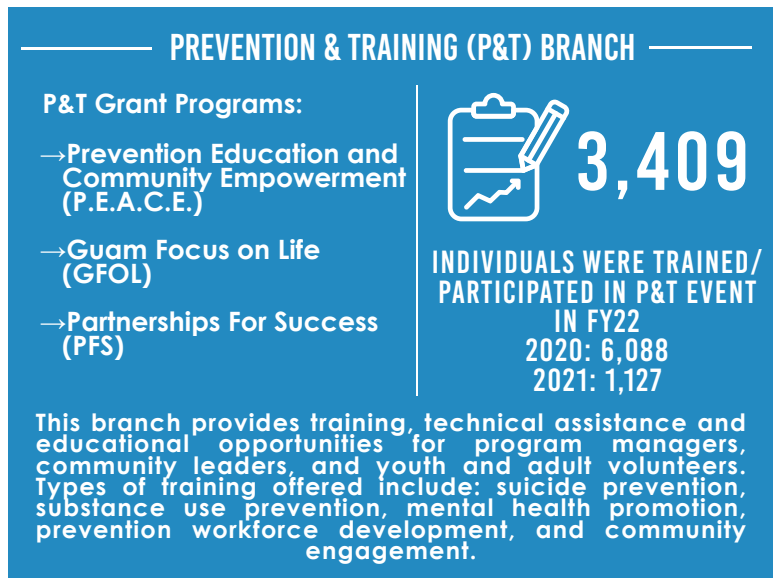 PREVENTION & TRAINING (P&T) BRANCH
P&T Grant Programs:
→Prevention Education and
Community Empowerment
(P.E.A.C.E.)
→Guam Focus on Life
(GFOL)
→Partnerships For Success
(PFS)
3,409
INDIVIDUALS WERE TRAINED/
PARTICIPATED IN P&T EVENT
IN FY22
2020: 6,088
2021: 1,127
This branch provides training, technical assistance and
educational opportunities for program managers,
community leaders, and youth and adult volunteers.
Types of training offered include: suicide prevention,
substance use prevention, mental health promotion,
prevention workforce development, and community
engagement.